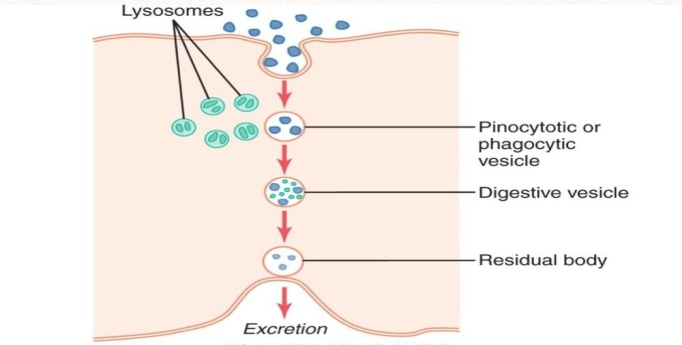 Lysosomes
Pinocytotic or
phagocytic
vesicle
Digestive vesicle
Residual body
Excretion